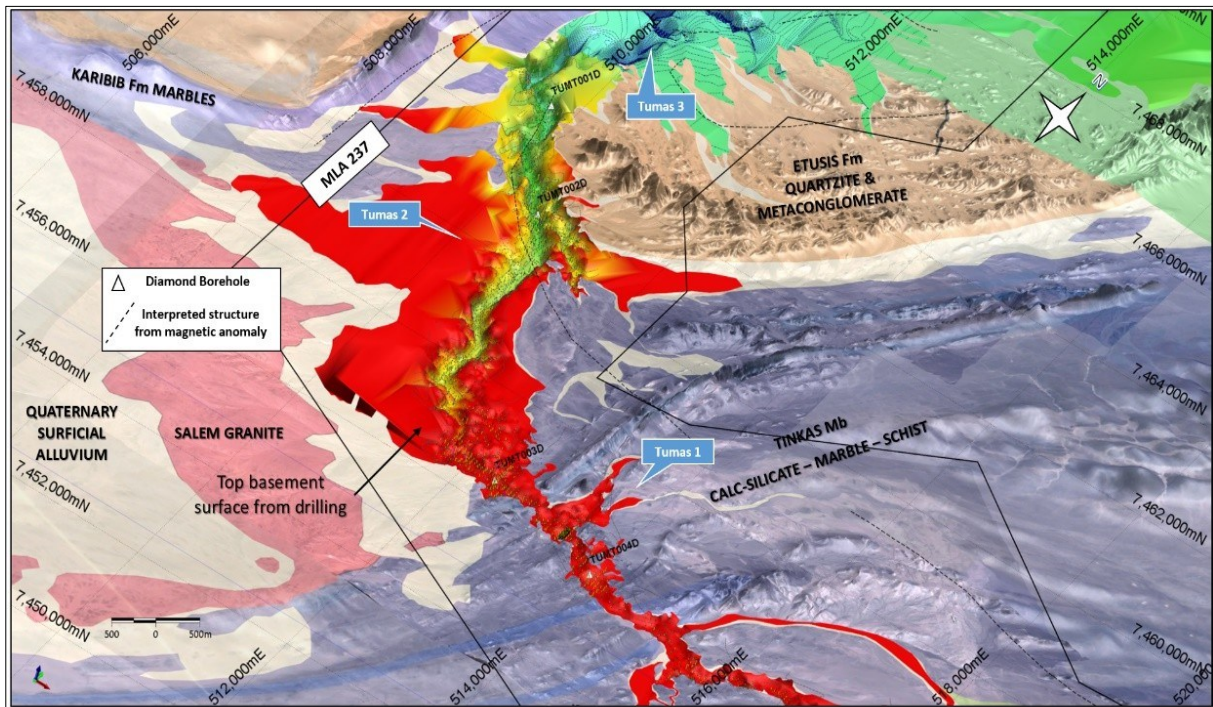 506,000mE
508,000mE
510,000mE
512,000mE
514,000mE
N
7,458,000mN
KARIBIB Fm MARBLES
TUMT001D
Tumas 3
7,468,000mN
MLA 237
ETUSIS Fm
QUARTZITE &
METACONGLOMERATE
7,456,000mN
Tumas 2
TUMT002D
7,466,000mN
Diamond Borehole
Interpreted structure
from magnetic anomaly
7,454,000mN
7,464,000mN
QUATERNARY
SURFICIAL
ALLUVIUM
SALEM GRANITE
TINKAS Mb
CALC-SILICATE – MARBLE – SCHIST
Tumas 1
TUMT003D
Top basement
surface from drilling
7,452,000mN
7,462,000mN
TUMT004D
7,450,000mN
500 0 500m
7,460,000mN
512,000mE
514,000mE
516,000mE
518,000mE
520,000